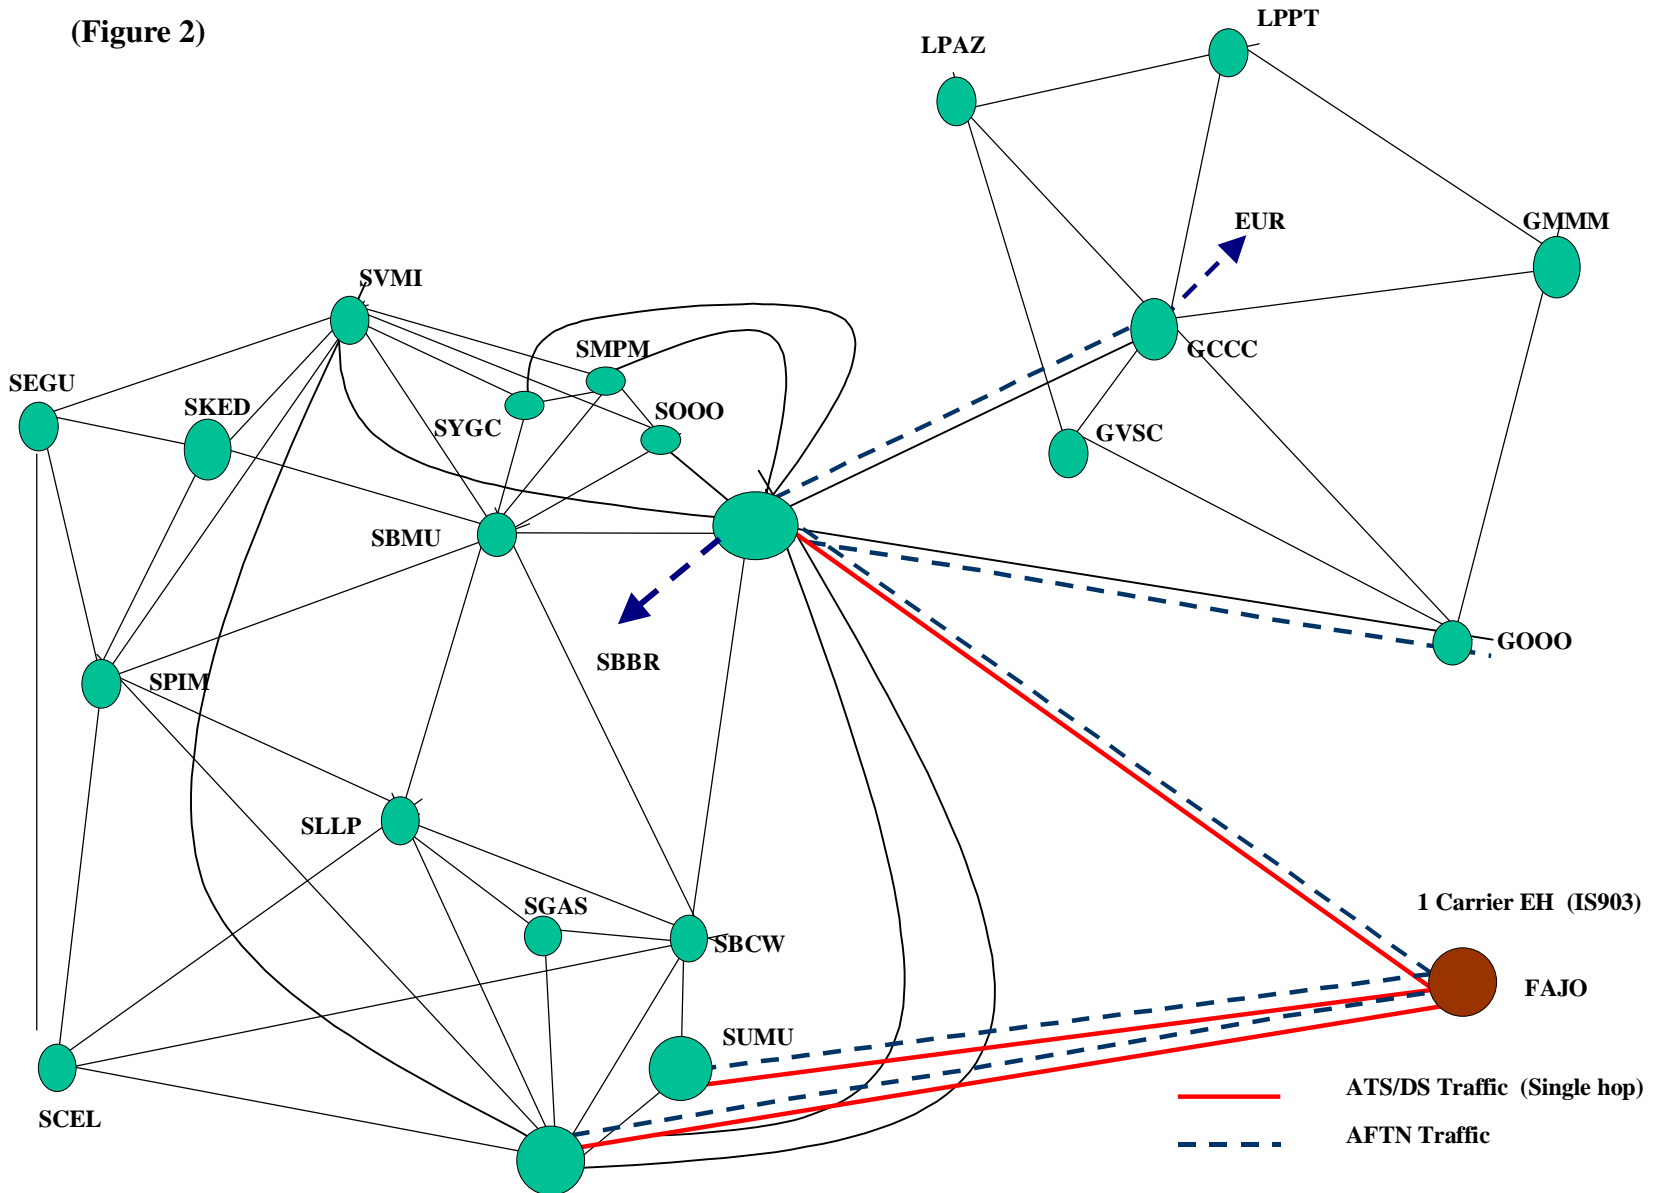 (Figure 2)
LPPT
LPAZ
GMMM
EUR
SVMI
GCCC
SMPM
SEGU
SKED
SOOO
SYGC
GVSC
SBMU
SBBR
GOOO
SPIM
SLLP
SGAS
1 Carrier EH (IS903)
SBCW
FAJO
SUMU
ATS/DS Traffic (Single hop)
SCEL
AFTN Traffic